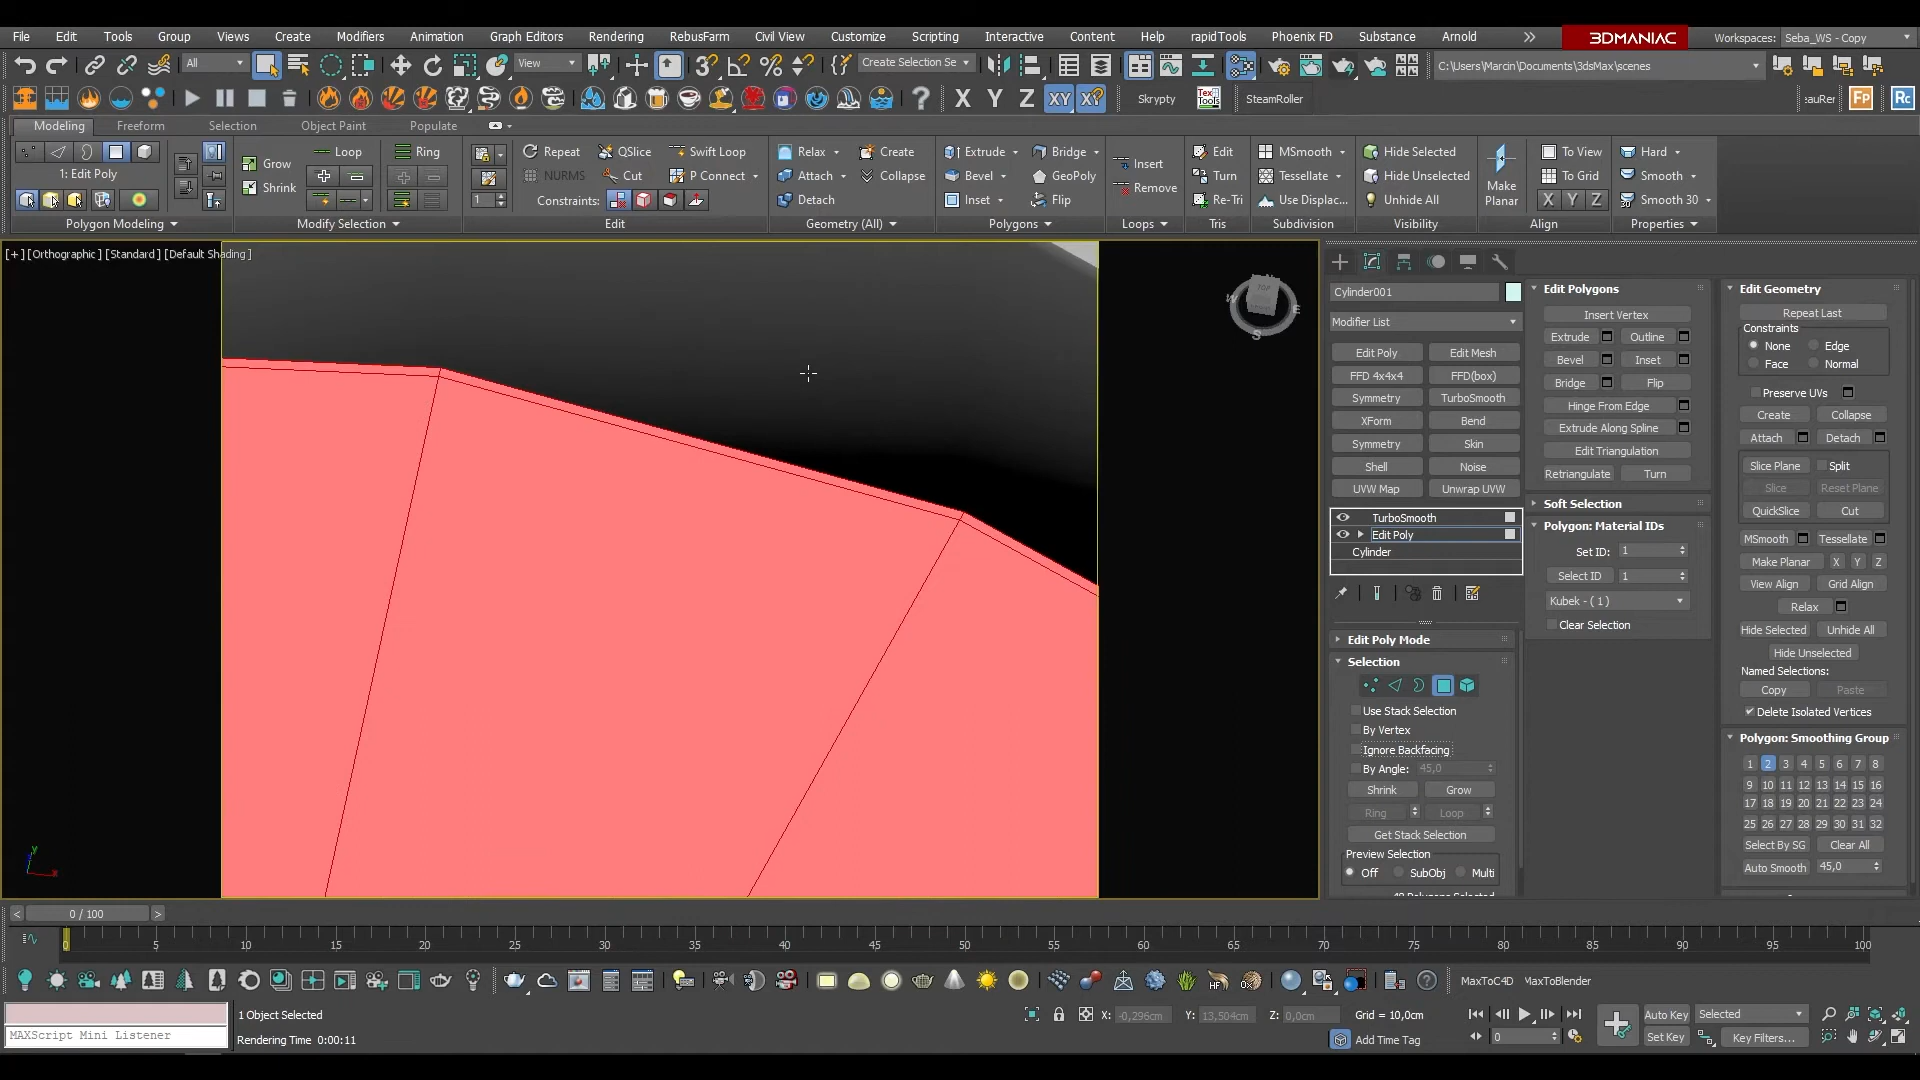 File Edit Tools Group Views Create Modifiers Animation Graph Editors Rendering RebusFarm Civil View Customize Scripting Interactive Content Help rapidTools Phoenix FD Substance Arnold 3DMANIAC Workspaces: Seba_WS - Copy
All View Create Selection Se C:\Users\Marcin\Documents\3dsMax\scenes
X Y Z XY XY Skrypty TexTools SteamRoller auRer Fp Rc
Modeling Freeform Selection Object Paint Populate
Grow Loop Ring Repeat QSlice Swift Loop Relax Create Extrude Bridge Insert Edit MSmooth Hide Selected To View Hard
1: Edit Poly
Shrink NURMS Cut P Connect Attach Collapse Bevel GeoPoly Remove Turn Tessellate Hide Unselected Make Planar To Grid Smooth
Constraints: Detach Inset Flip Re-Tri Use Displac... Unhide All X Y Z Smooth 30
Polygon Modeling Modify Selection Edit Geometry (All) Polygons Loops Tris Subdivision Visibility Align Properties
[+] [Orthographic] [Standard] [Default Shading]
TOP
W E S
Cylinder001
Modifier List
Edit Poly Edit Mesh
FFD 4x4x4 FFD(box)
Symmetry TurboSmooth
XForm Bend
Symmetry Skin
Shell Noise
UVW Map Unwrap UVW
TurboSmooth
Edit Poly
Cylinder
Edit Poly Mode
Selection
Use Stack Selection
By Vertex
Ignore Backfacing
By Angle: 45,0
Shrink Grow
Ring Loop
Get Stack Selection
Preview Selection
Off SubObj Multi
48 Polygons Selected
Edit Polygons
Insert Vertex
Extrude Outline
Bevel Inset
Bridge Flip
Hinge From Edge
Extrude Along Spline
Edit Triangulation
Retriangulate Turn
Soft Selection
Polygon: Material IDs
Set ID: 1
Select ID 1
Kubek - ( 1 )
Clear Selection
Edit Geometry
Repeat Last
Constraints
None Edge
Face Normal
Preserve UVs
Create Collapse
Attach Detach
Slice Plane Split
Slice Reset Plane
QuickSlice Cut
MSmooth Tessellate
Make Planar X Y Z
View Align Grid Align
Relax
Hide Selected Unhide All
Hide Unselected
Named Selections:
Copy Paste
Delete Isolated Vertices
Polygon: Smoothing Group
1 2 3 4 5 6 7 8
9 10 11 12 13 14 15 16
17 18 19 20 21 22 23 24
25 26 27 28 29 30 31 32
Select By SG Clear All
Auto Smooth 45,0
y x
< 0 / 100 >
0 5 10 15 20 25 30 35 40 45 50 55 60 65 70 75 80 85 90 95 100
HF MaxToC4D MaxToBlender
1 Object Selected X: -0,296cm Y: 13,504cm Z: 0,0cm Grid = 10,0cm Auto Key Selected
MAXScript Mini Listener Rendering Time 0:00:11 Add Time Tag 0 Set Key Key Filters...